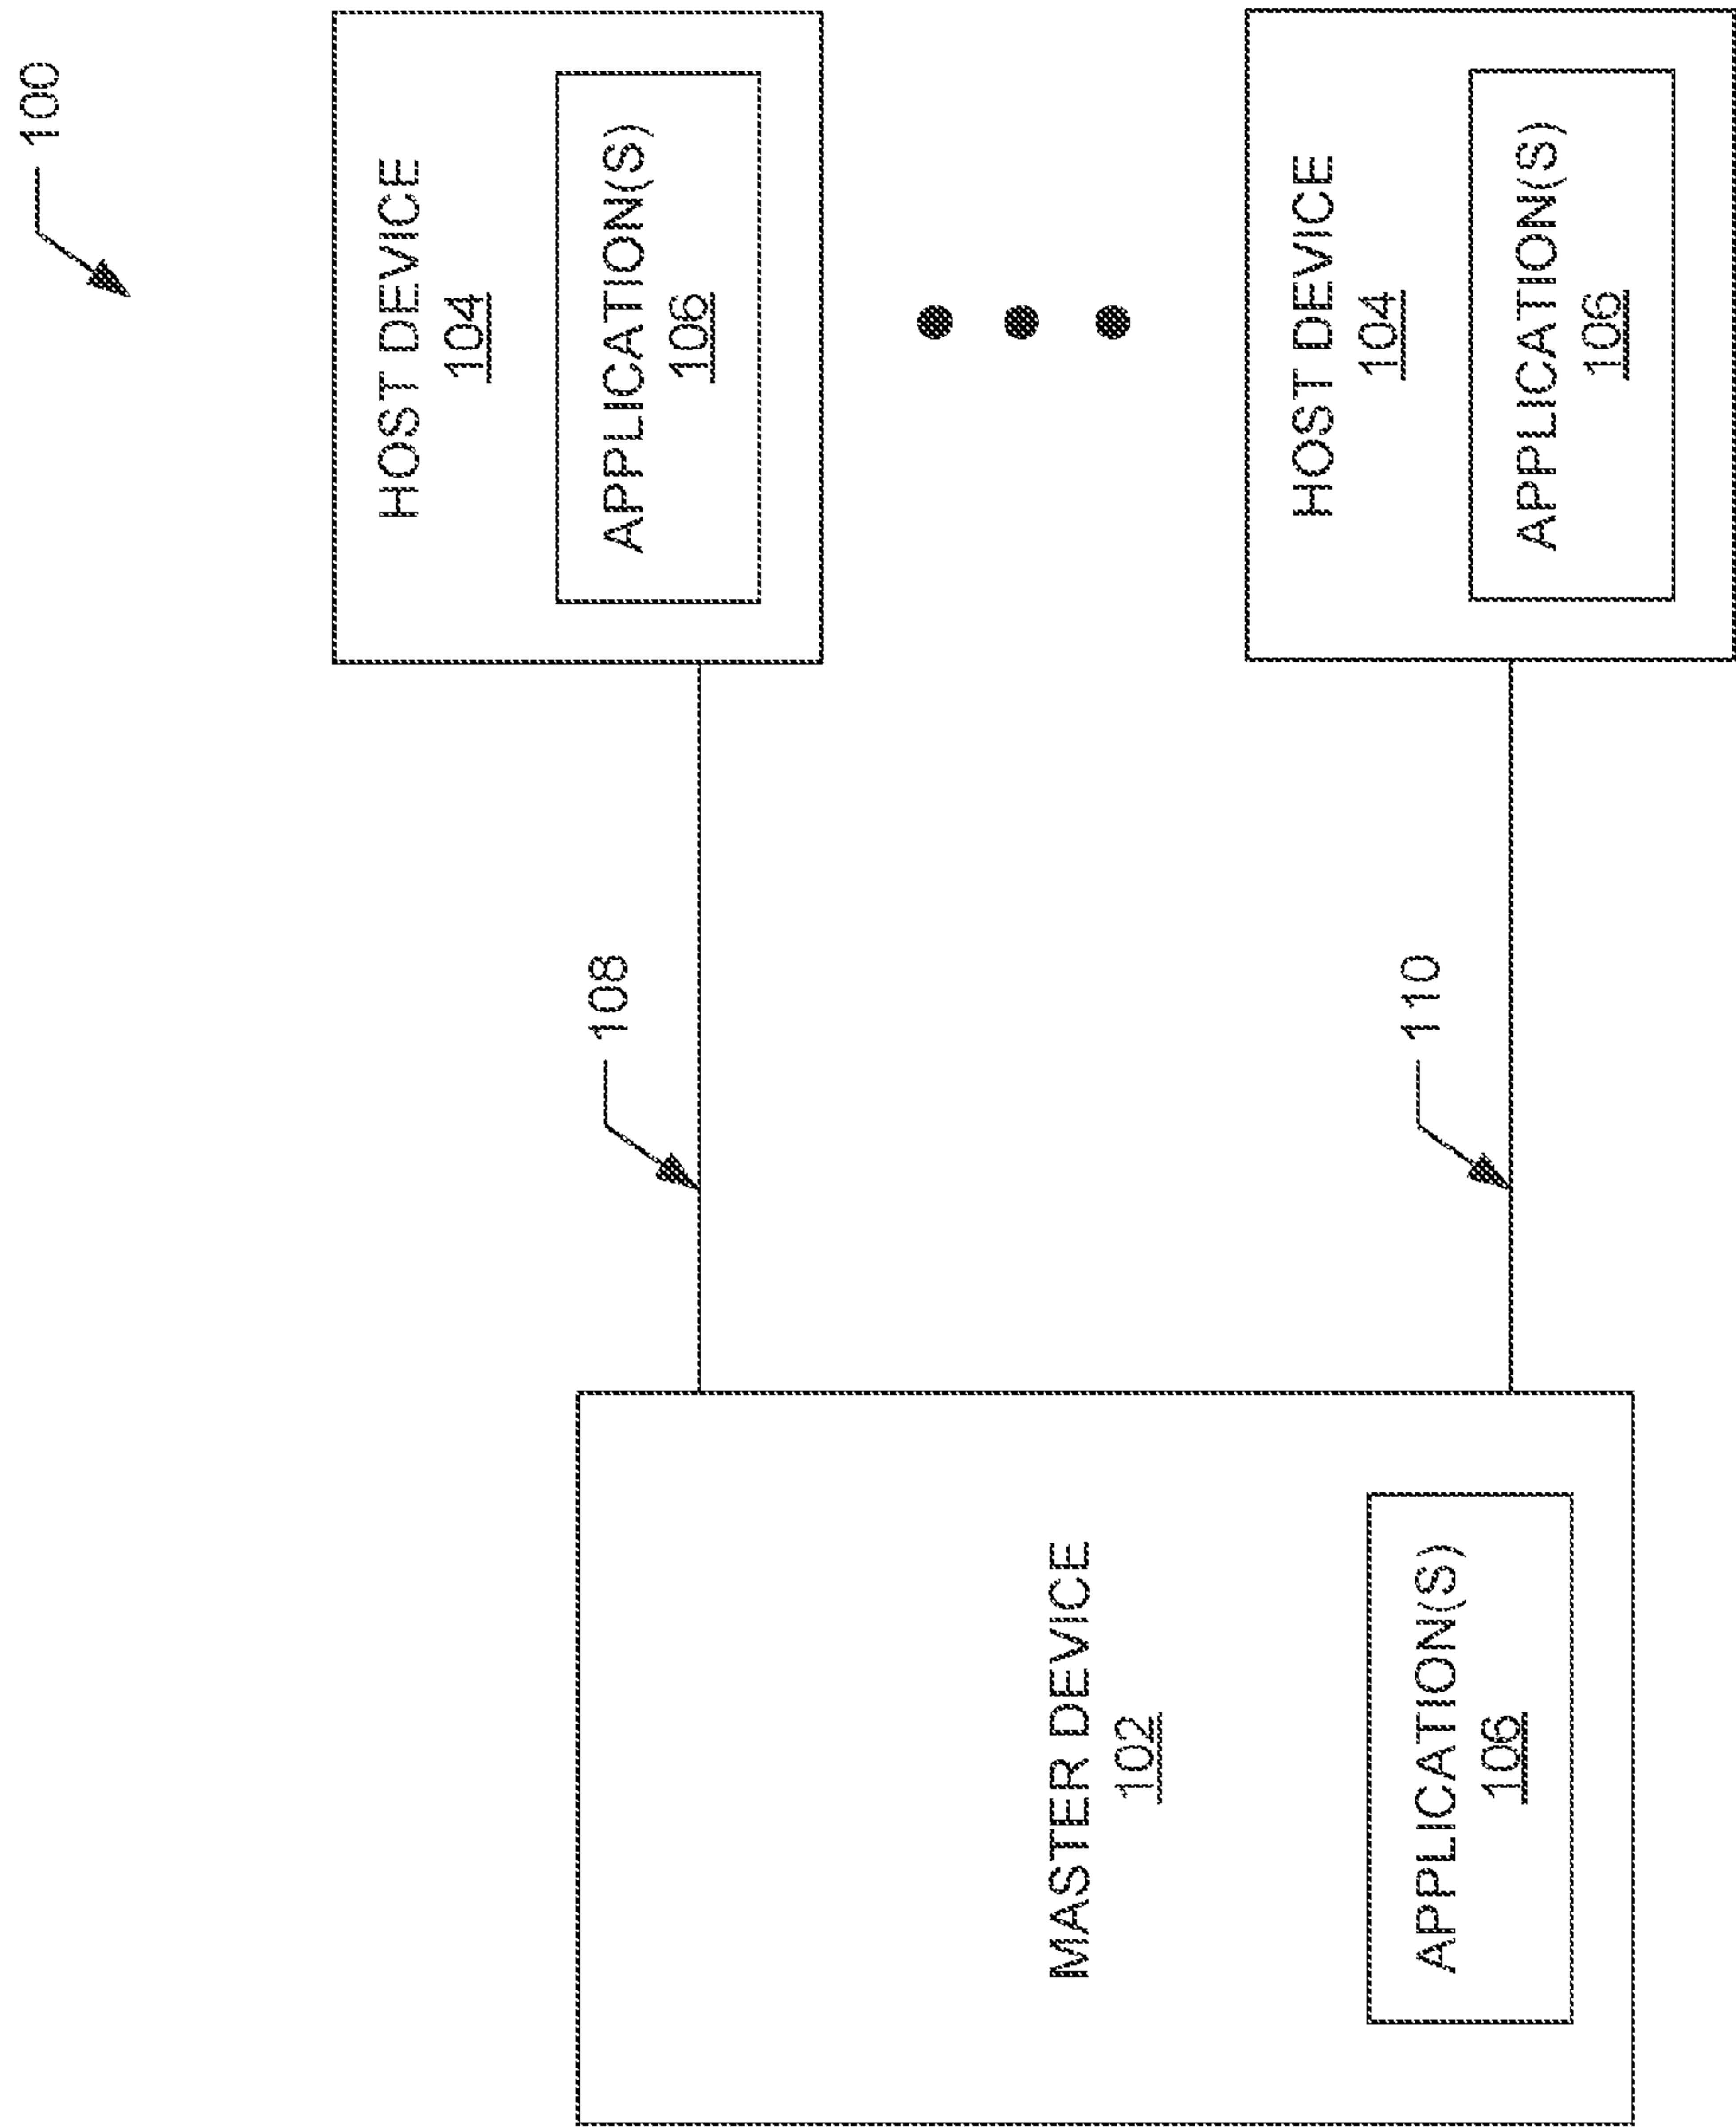 100
HOST DEVICE
104
APPLICATION(S)
106
108
MASTER DEVICE
102
APPLICATION(S)
106
110
HOST DEVICE
104
APPLICATION(S)
106